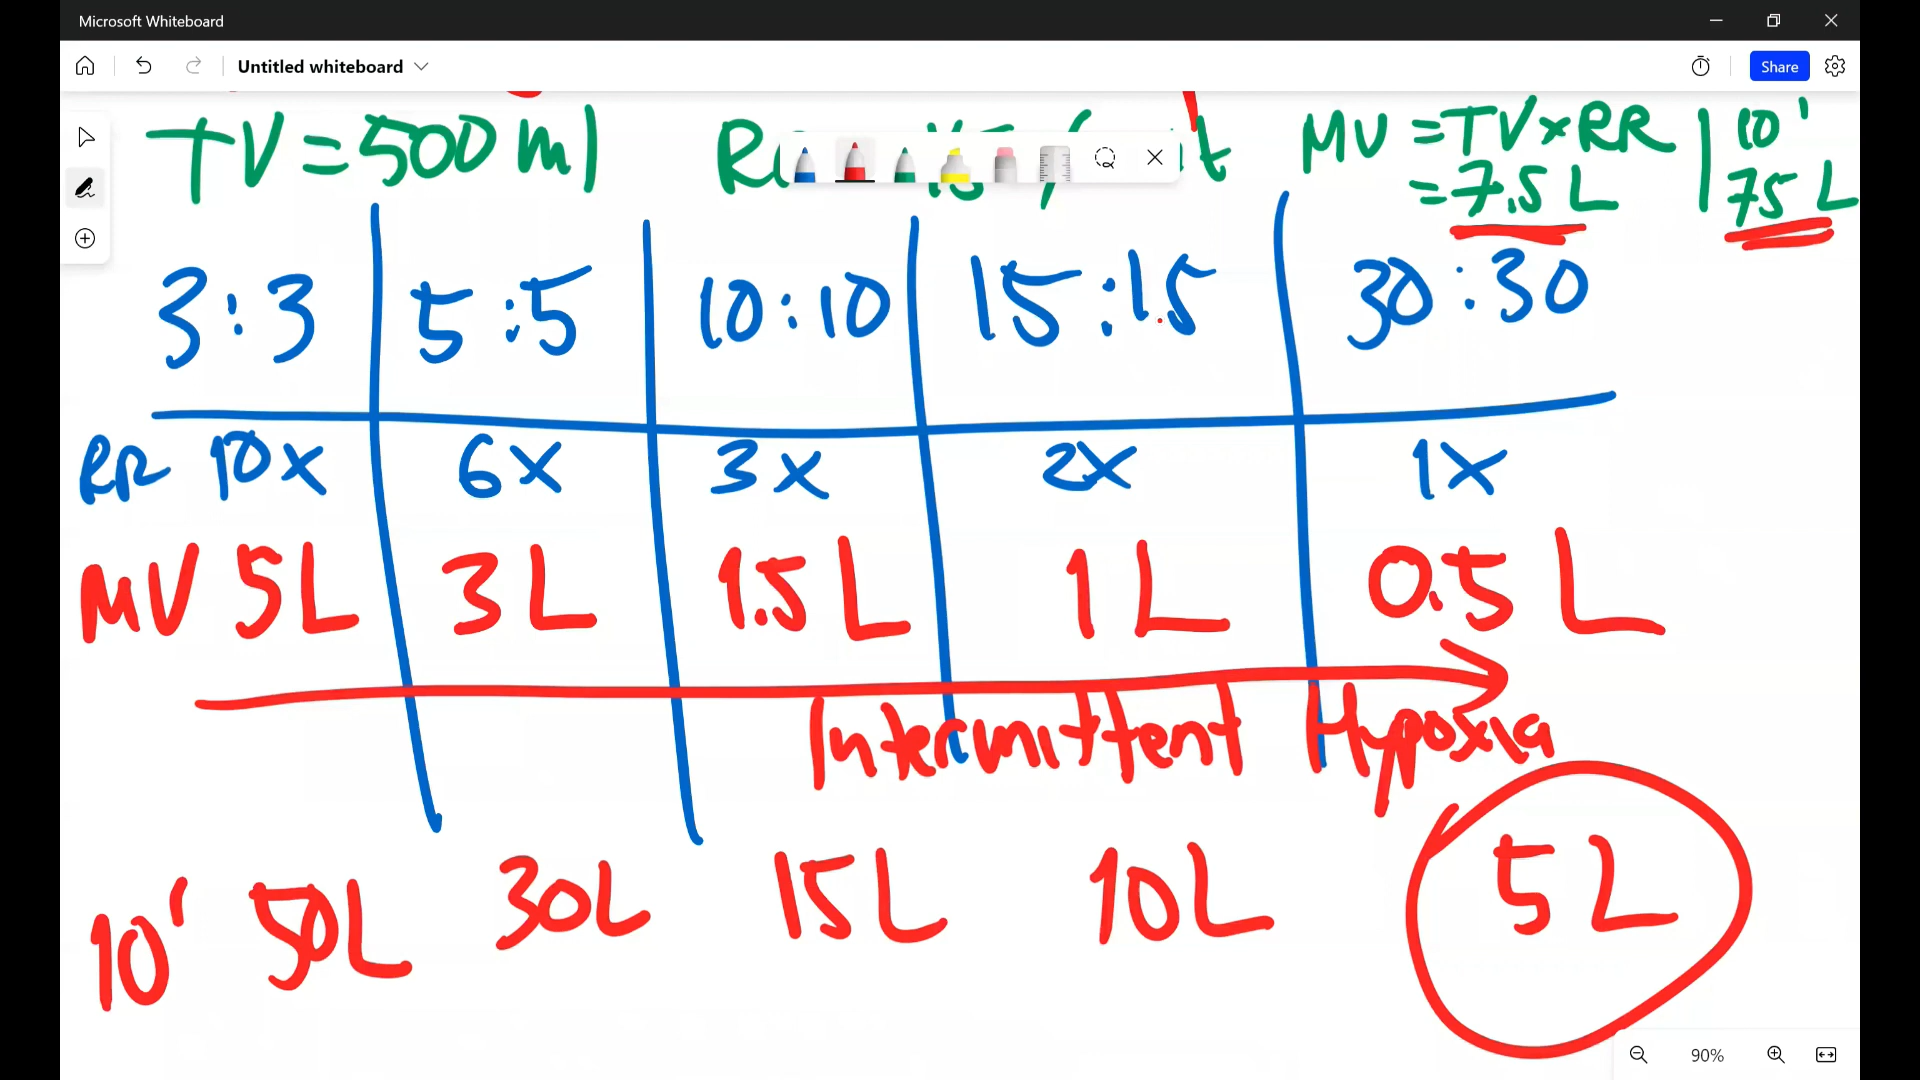 Microsoft Whiteboard
Untitled whiteboard
Share
TV = 500 ml
MV = TV x RR
= 7.5 L
10'
75 L
3:3 5:5 10:10 15:15 30:30
RR 10x 6x 3x 2x 1x
MV 5L 3L 1.5L 1L 0.5L
Intermittent Hypoxia
10' 50L 30L 15L 10L 5L
90%